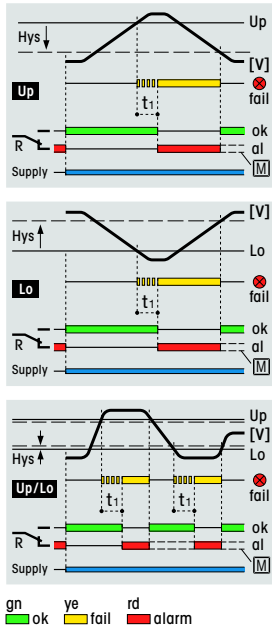 Up
Hys
[V]
Up
fail
t1
ok
R
al
M
Supply
[V]
Hys
Lo
Lo
fail
t1
ok
R
al
M
Supply
Up
[V]
Lo
Hys
Up/Lo
fail
t1 t1
ok
R
al
M
Supply
gn ye rd
ok fail alarm